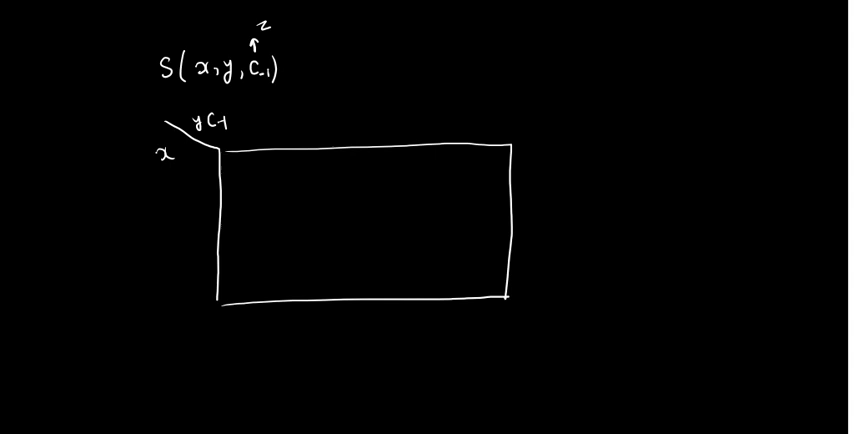 z
S(x,y,C-1)
yC-1
x